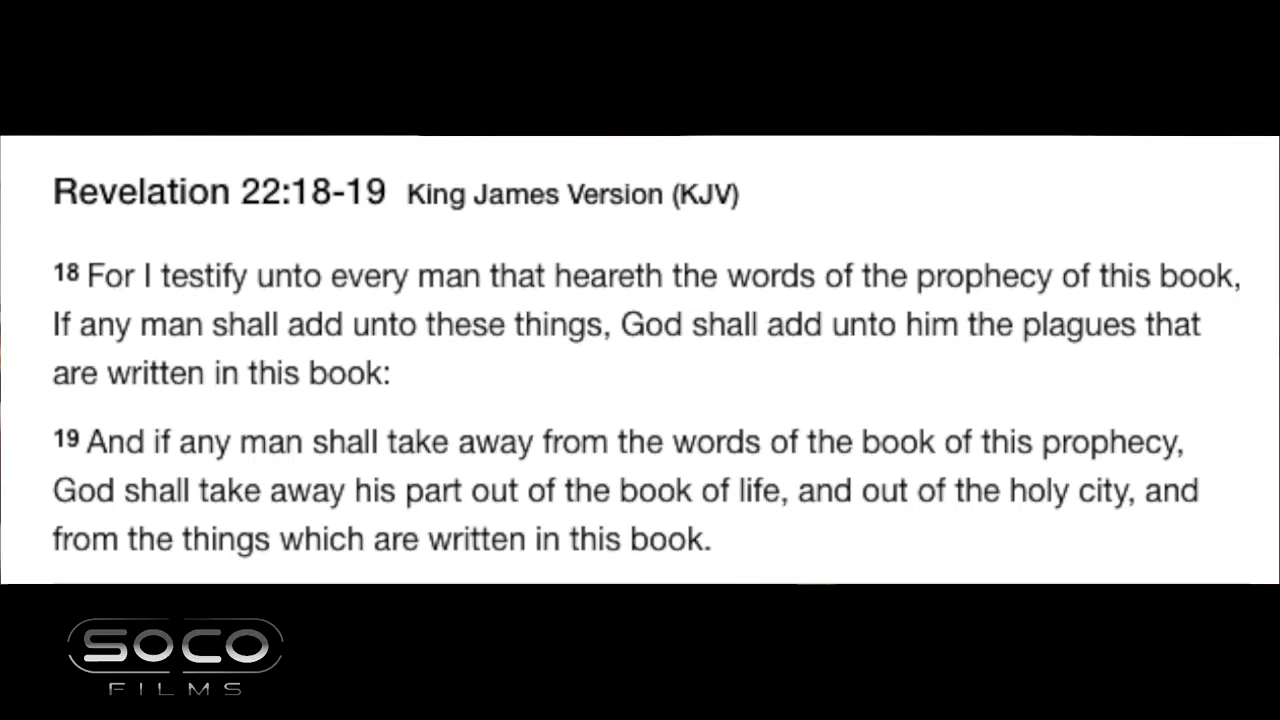 Revelation 22:18-19 King James Version (KJV)
18 For I testify unto every man that heareth the words of the prophecy of this book,
If any man shall add unto these things, God shall add unto him the plagues that
are written in this book:
19 And if any man shall take away from the words of the book of this prophecy,
God shall take away his part out of the book of life, and out of the holy city, and
from the things which are written in this book.
SOCO
FILMS